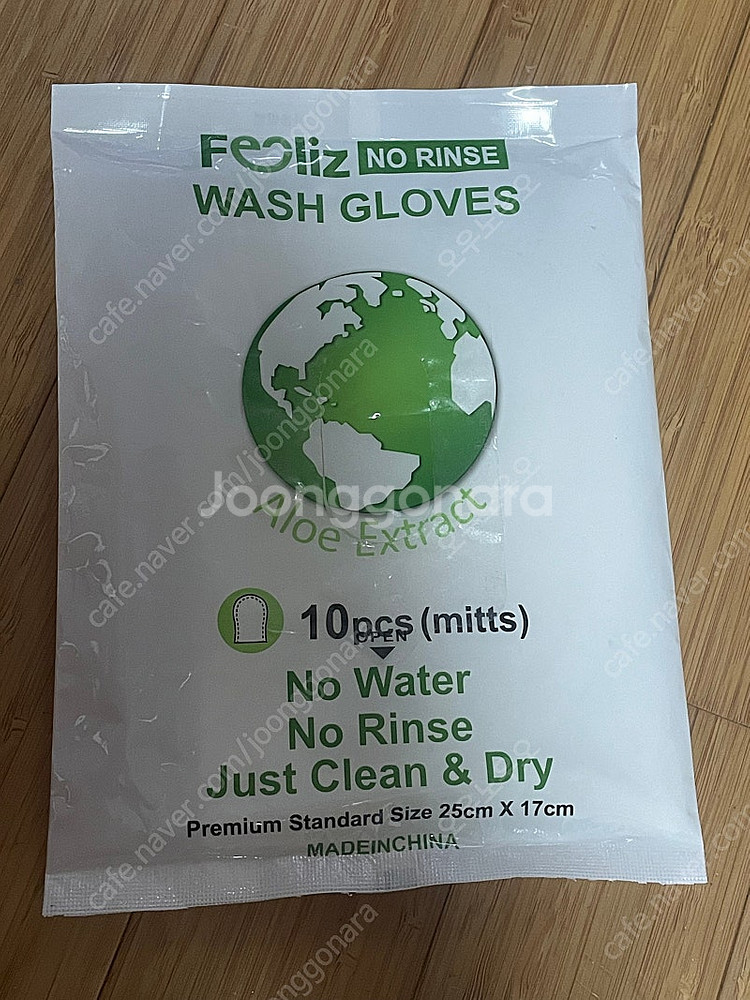 Feeliz NO RINSE
WASH GLOVES
Aloe Extract
10pcs (mitts)
OPEN
No Water
No Rinse
Just Clean & Dry
Premium Standard Size 25cm X 17cm
MADEINCHINA
Joonggonara
cafe.naver.com/joonggonara